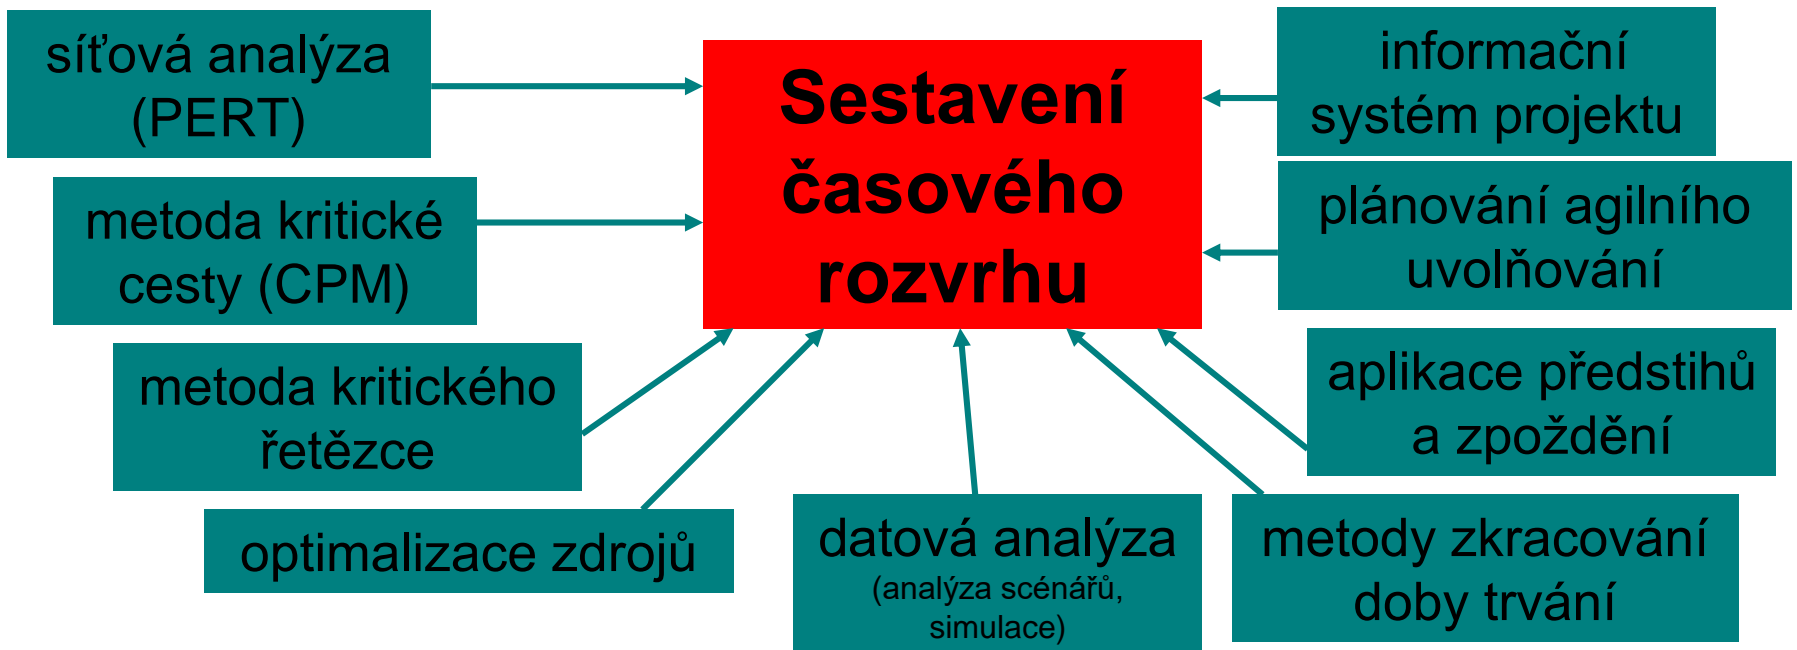 síťová analýza
(PERT)
metoda kritické
cesty (CPM)
metoda kritického
řetězce
optimalizace zdrojů
Sestavení
časového
rozvrhu
datová analýza
(analýza scénářů,
simulace)
informační
systém projektu
plánování agilního
uvolňování
aplikace předstihů
a zpoždění
metody zkracování
doby trvání